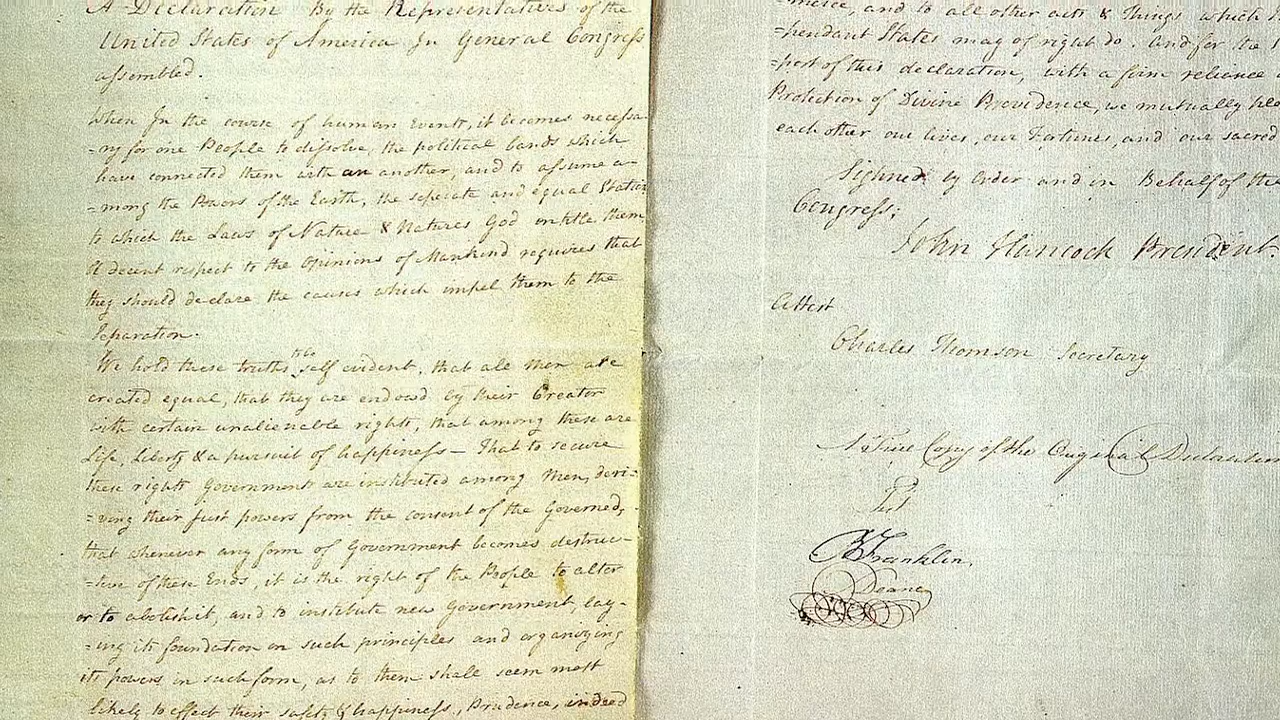 A Declaration By the Representatives of the
United States of America In General Congress
assembled.
When In the course of human Events, it becomes necessa-
-ry for one People to dissolve, the political bands which
have connected them with an another, and to assume a-
=mong the Powers of the Earth, the seperate and equal Station
to which the Laws of Nature & Natures God intitle them
A decent respect to the Opinions of Mankind requires that
they should declare the causes which impel them to the
Separation.
to be
We hold these truths self evident, that all men are
created equal, that they are endowd by their Creator
with certain unalienable rights, that among these are
Life, Liberty & a pursuit of happiness - That to secure
these rights Government are instituted among Men, deri-
=ving their just powers from the consent of the Governed,
that whenever any form of Government becomes destruc-
=tive of these Ends, it is the right of the People to alter
or to abolish it, and to institute new Government, lay-
=ing its foundation on such principles and organizing
its powers in such form, as to them shall seem most
likely to effect their safety & happiness, Prudence, indeed
=merce, and to all other acts & Things which
=pendant States may of right do. And for the
=port of this declaration, with a firm reliance
Protection of Divine Providence, we mutually
each other our lives, our Fortune, and our sacred
Signed by Order and in Behalf of the
Congress;
John Hancock President.
Attest
Charles Thomson Secretary
A True Copy of the Original Declaration
B Franklin,
Deane